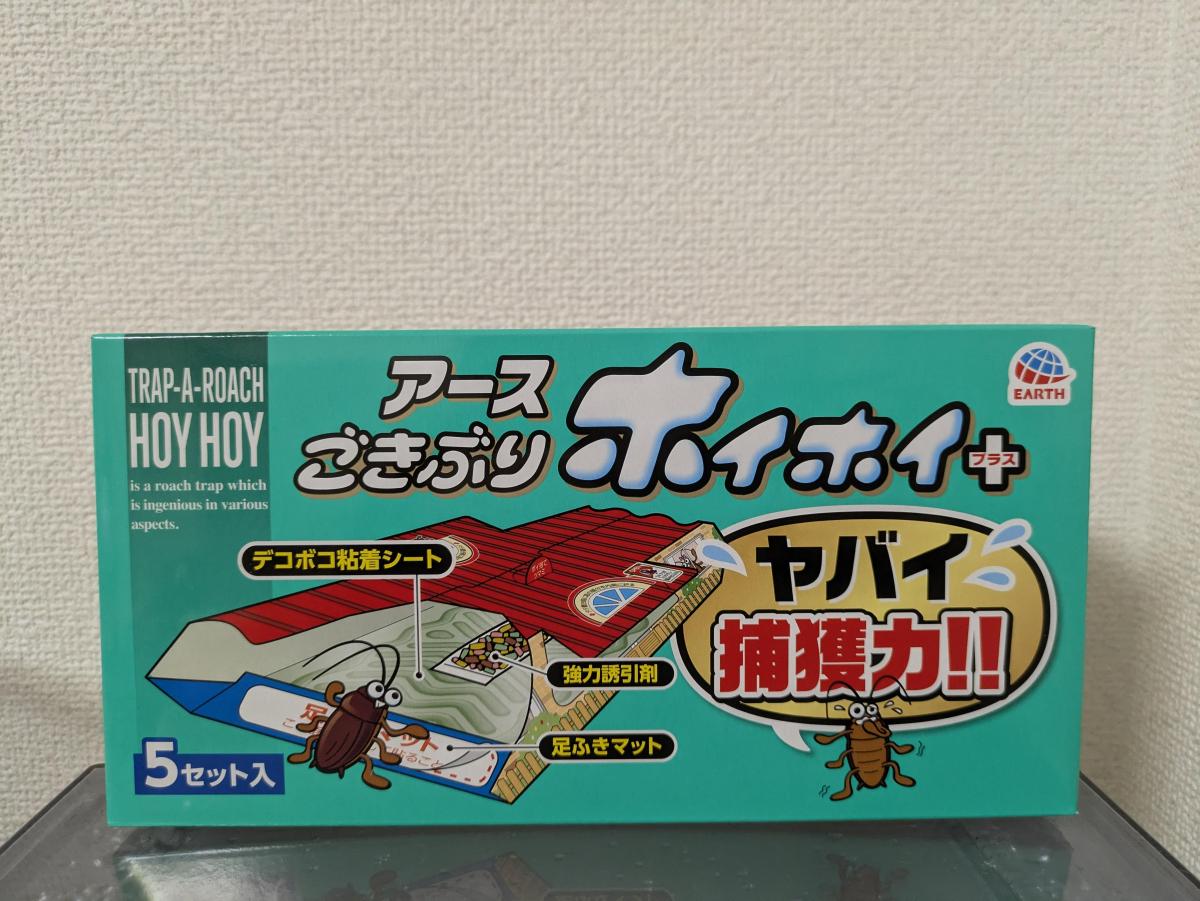 TRAP-A-ROACH
HOY HOY
is a roach trap which
is ingenious in various
aspects.
アース
ごきぶり
ホイホイ+
プラス
EARTH
デコボコ粘着シート
強力誘引剤
足ふきマット
ヤバイ
捕獲力!!
5セット入